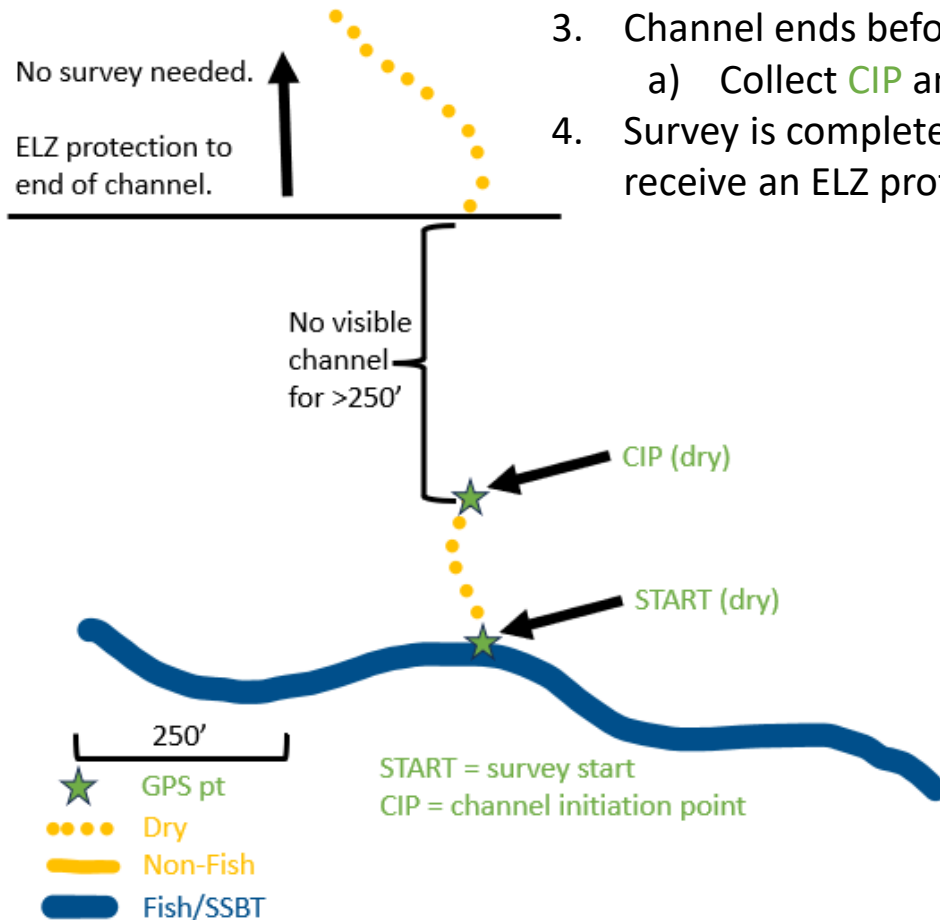 3. Channel ends befo
a) Collect CIP a
4. Survey is complete
receive an ELZ pro
No survey needed.
ELZ protection to
end of channel.
No visible
channel
for >250'
CIP (dry)
START (dry)
250'
GPS pt
Dry
Non-Fish
Fish/SSBT
START = survey start
CIP = channel initiation point